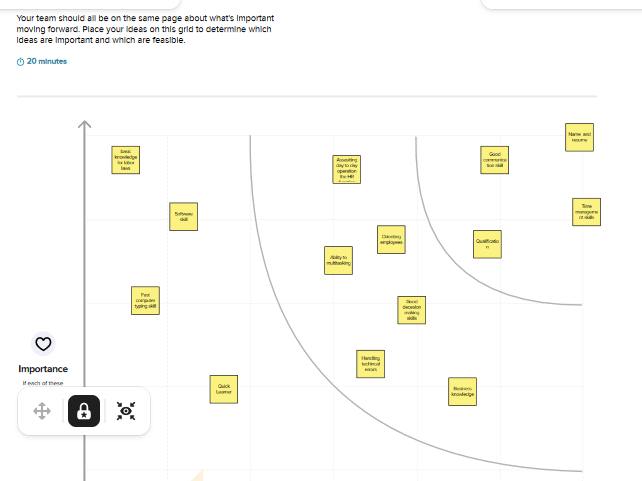 Your team should all be on the same page about what's important
moving forward. Place your ideas on this grid to determine which
ideas are important and which are feasible.
20 minutes
Name and
resume
basic
knowledge
for labor
laws
Assisting
day to day
operation
the HR
Good
communica
tion skill
Software
skill
Time
manageme
nt skills
employees
Qualificatio
n
Ability to
multitasking
Fast
computer
typing skill
Good
decision
making
skills
Importance
If each of these
Handling
technical
errors
Quick
Learner
Business
knowledge